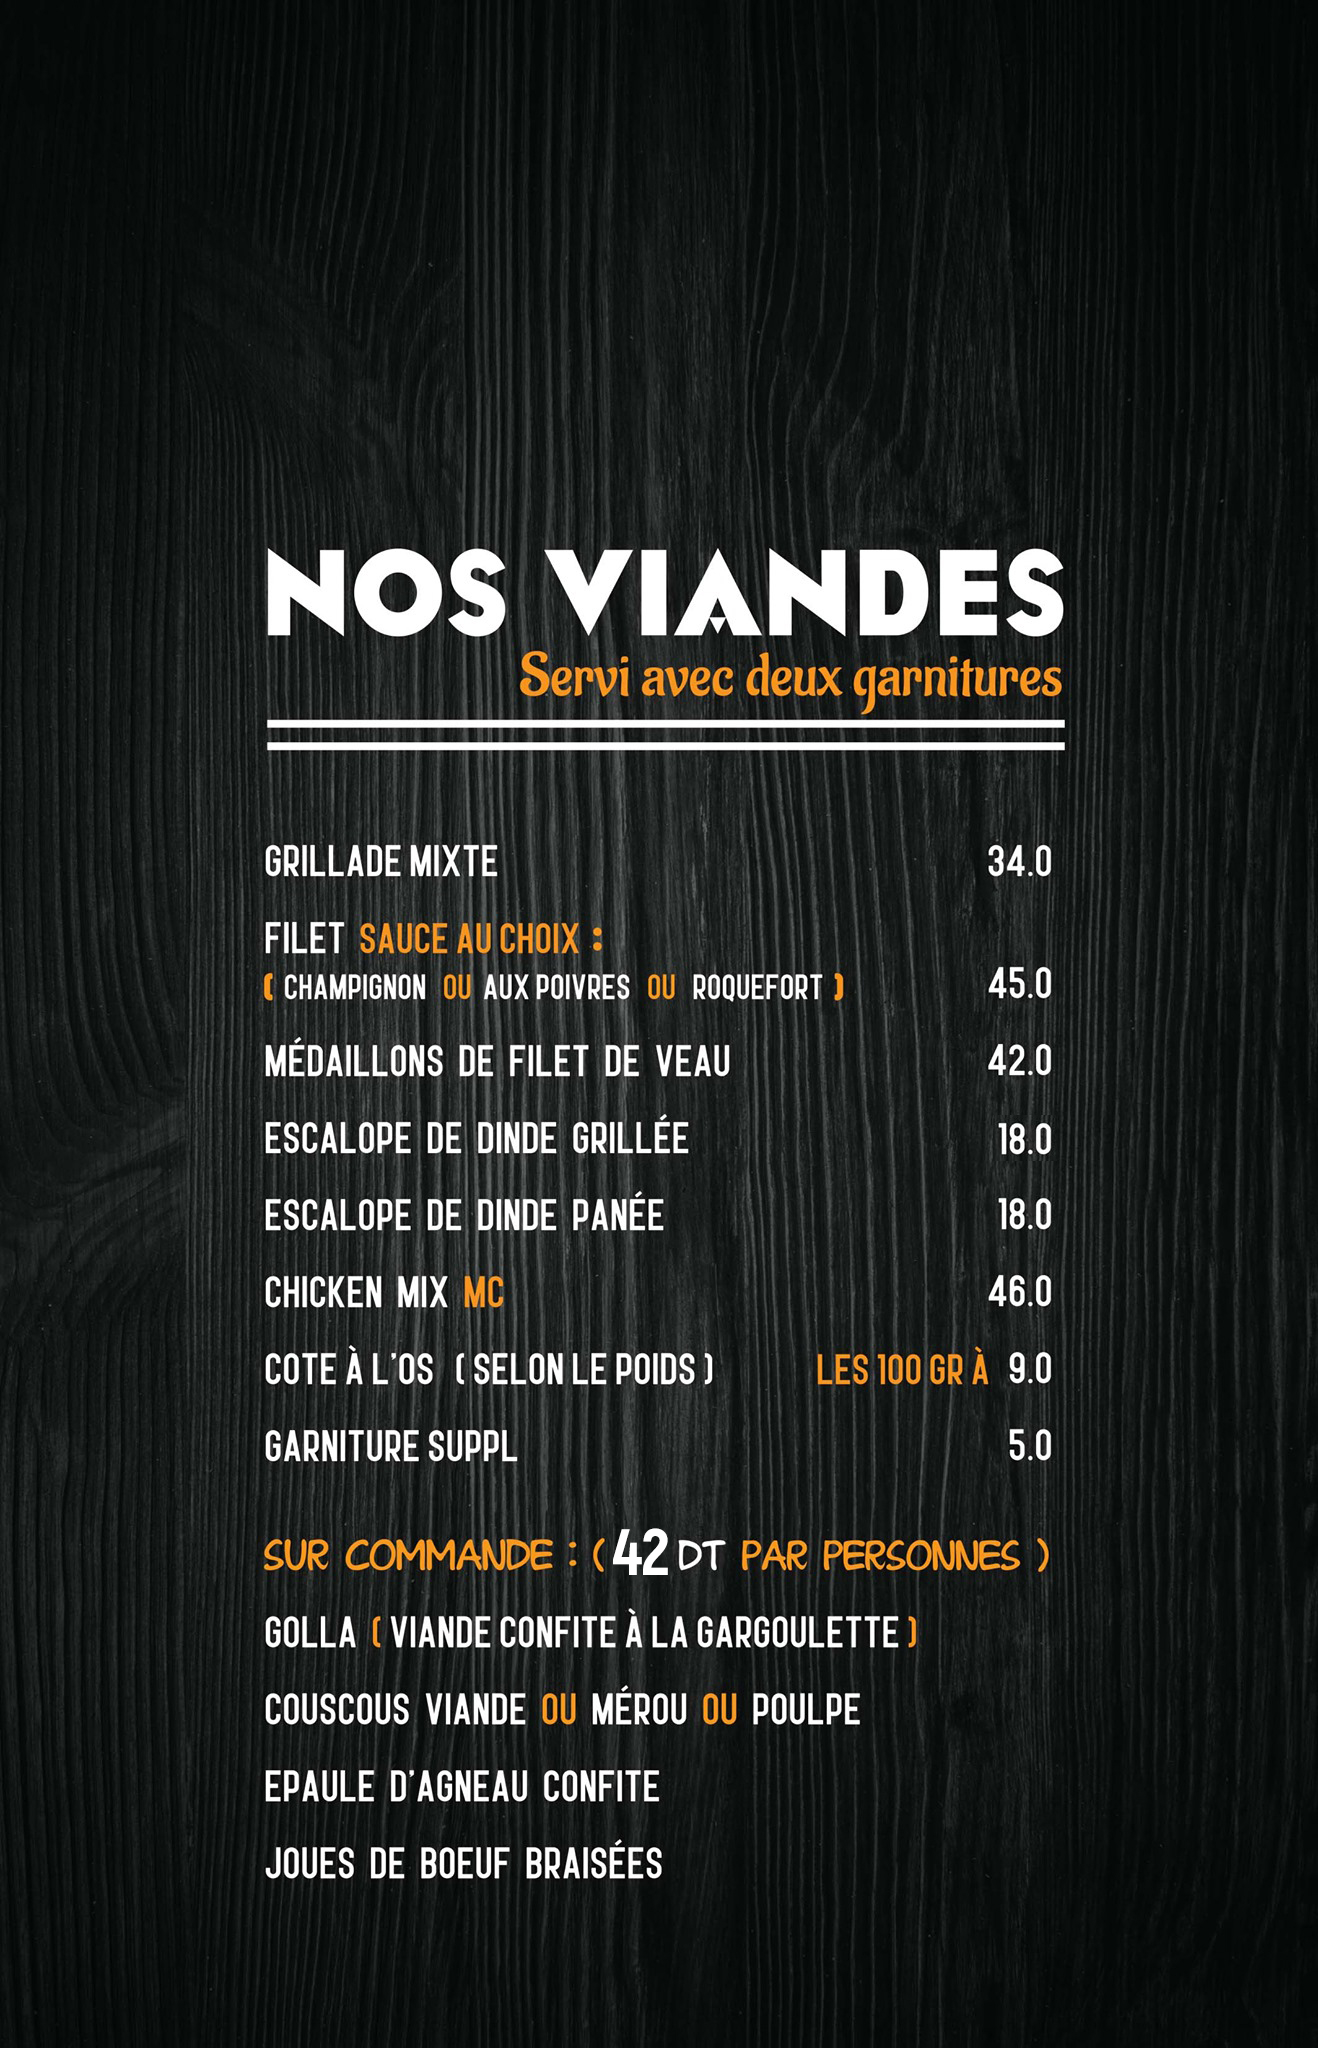 NOS VIANDES
Servi avec deux garnitures
GRILLADE MIXTE 34.0
FILET SAUCE AU CHOIX :
( CHAMPIGNON OU AUX POIVRES OU ROQUEFORT ) 45.0
MÉDAILLONS DE FILET DE VEAU 42.0
ESCALOPE DE DINDE GRILLÉE 18.0
ESCALOPE DE DINDE PANÉE 18.0
CHICKEN MIX MC 46.0
COTE À L'OS ( SELON LE POIDS ) LES 100 GR À 9.0
GARNITURE SUPPL 5.0
SUR COMMANDE : ( 42 DT PAR PERSONNES )
GOLLA ( VIANDE CONFITE À LA GARGOULETTE )
COUSCOUS VIANDE OU MÉROU OU POULPE
EPAULE D'AGNEAU CONFITE
JOUES DE BOEUF BRAISÉES